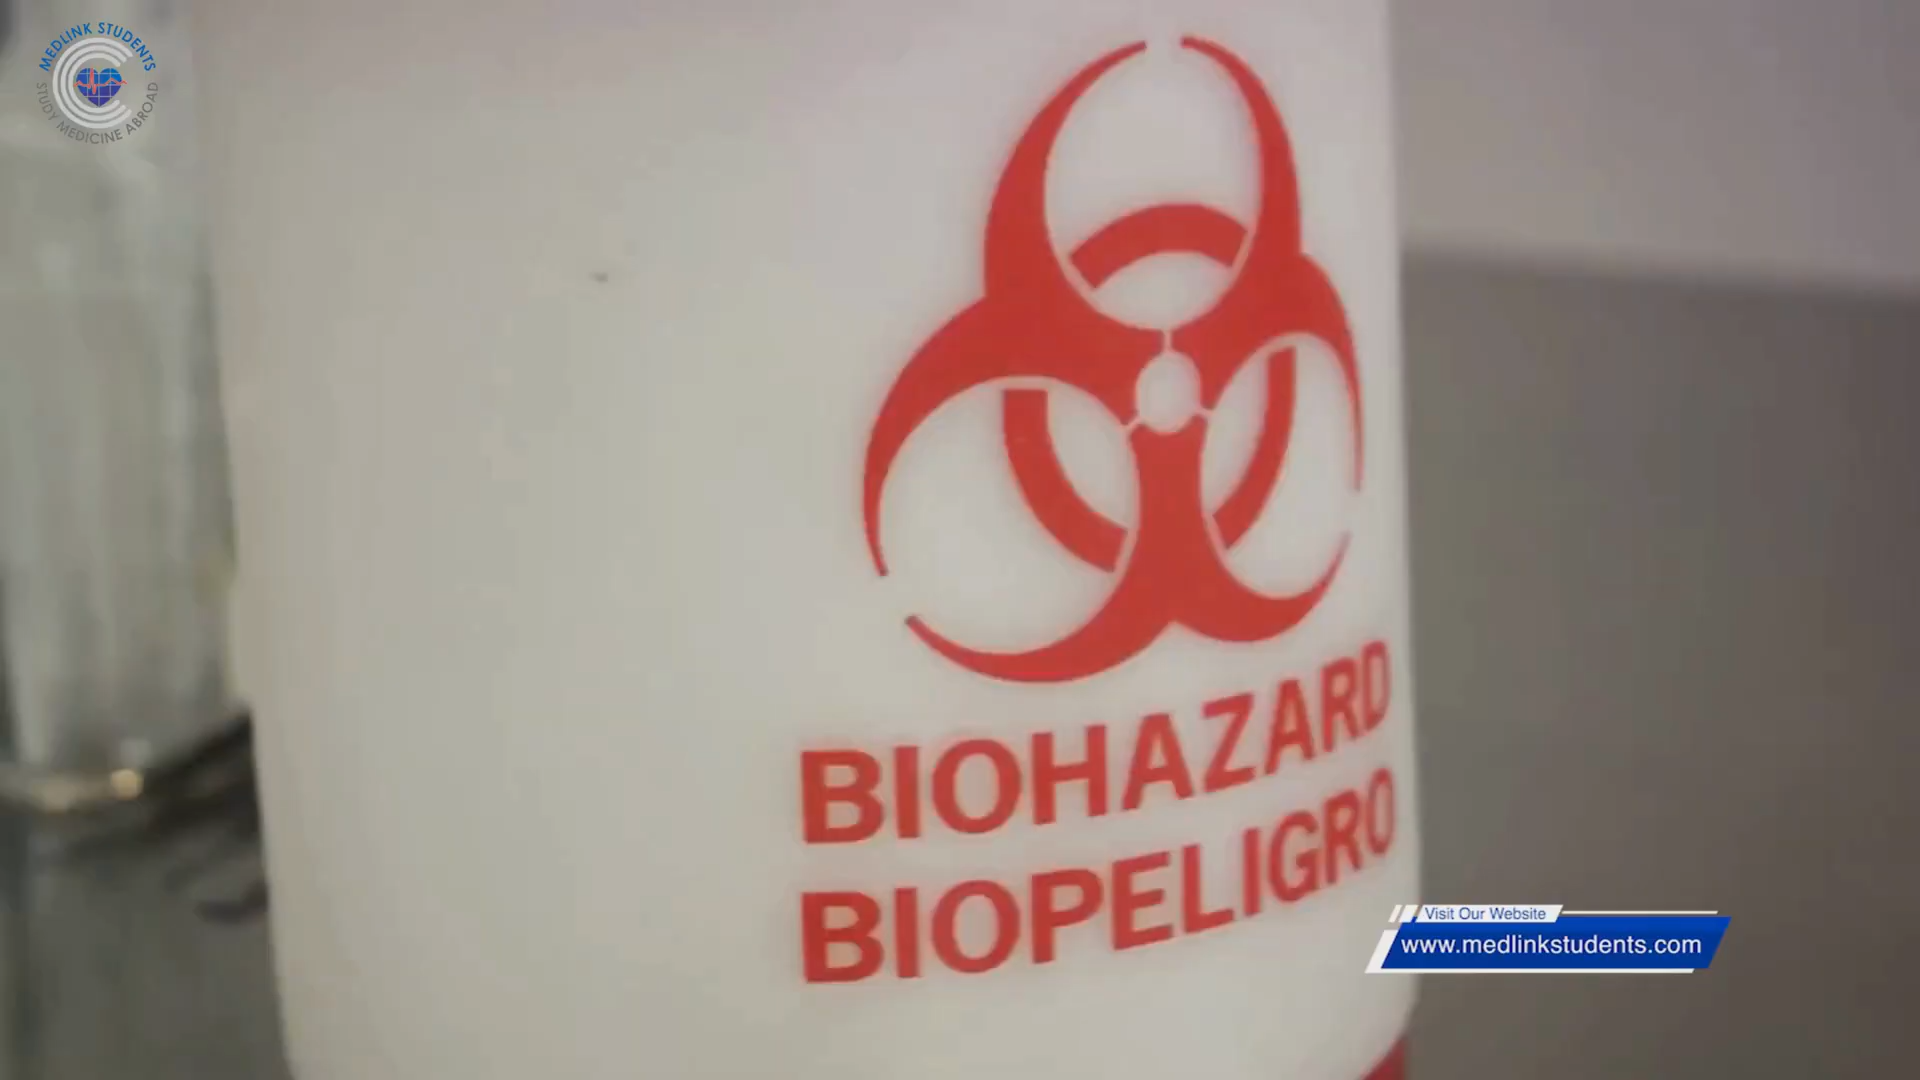 MEDLINK STUDENTS
STUDY MEDICINE ABROAD
BIOHAZARD
BIOPELIGRO
Visit Our Website
www.medlinkstudents.com